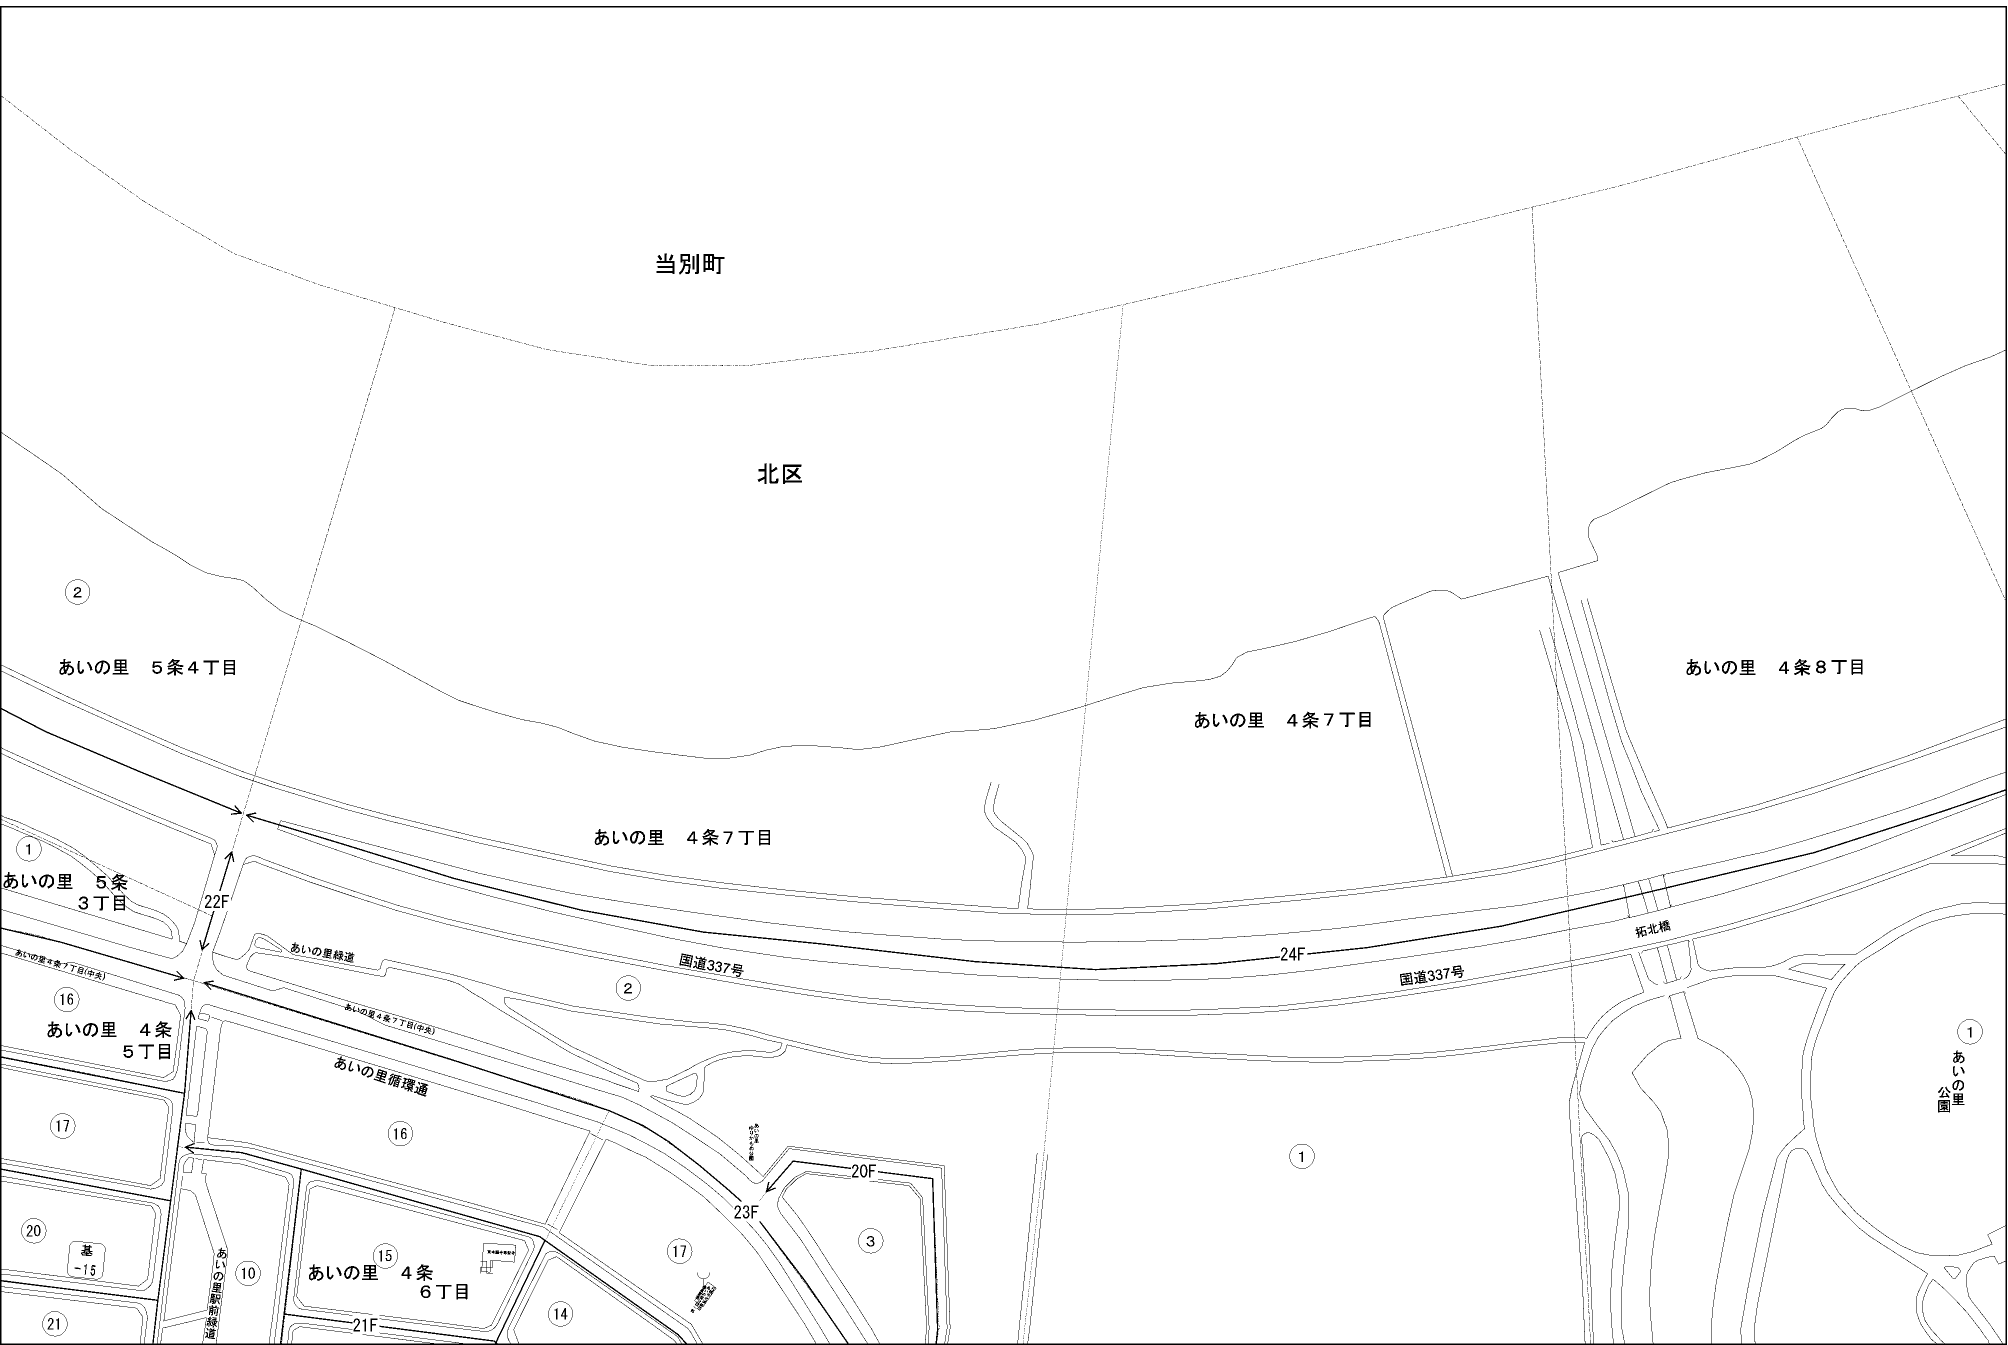 当別町
北区
2
あいの里　５条４丁目
あいの里　４条８丁目
あいの里　４条７丁目
あいの里　４条７丁目
1
あいの里　５条
３丁目
22F
あいの里緑道
あいの里４条７丁目(中央)
国道337号
24F
国道337号
拓北橋
2
16
あいの里４条７丁目(中央)
あいの里　４条
５丁目
あいの里循環通
1
あいの里
公園
17
16
1
20F
23F
3
20
基
-15
あいの里駅前緑道
10
15
あいの里　４条
６丁目
17
14
21
21F